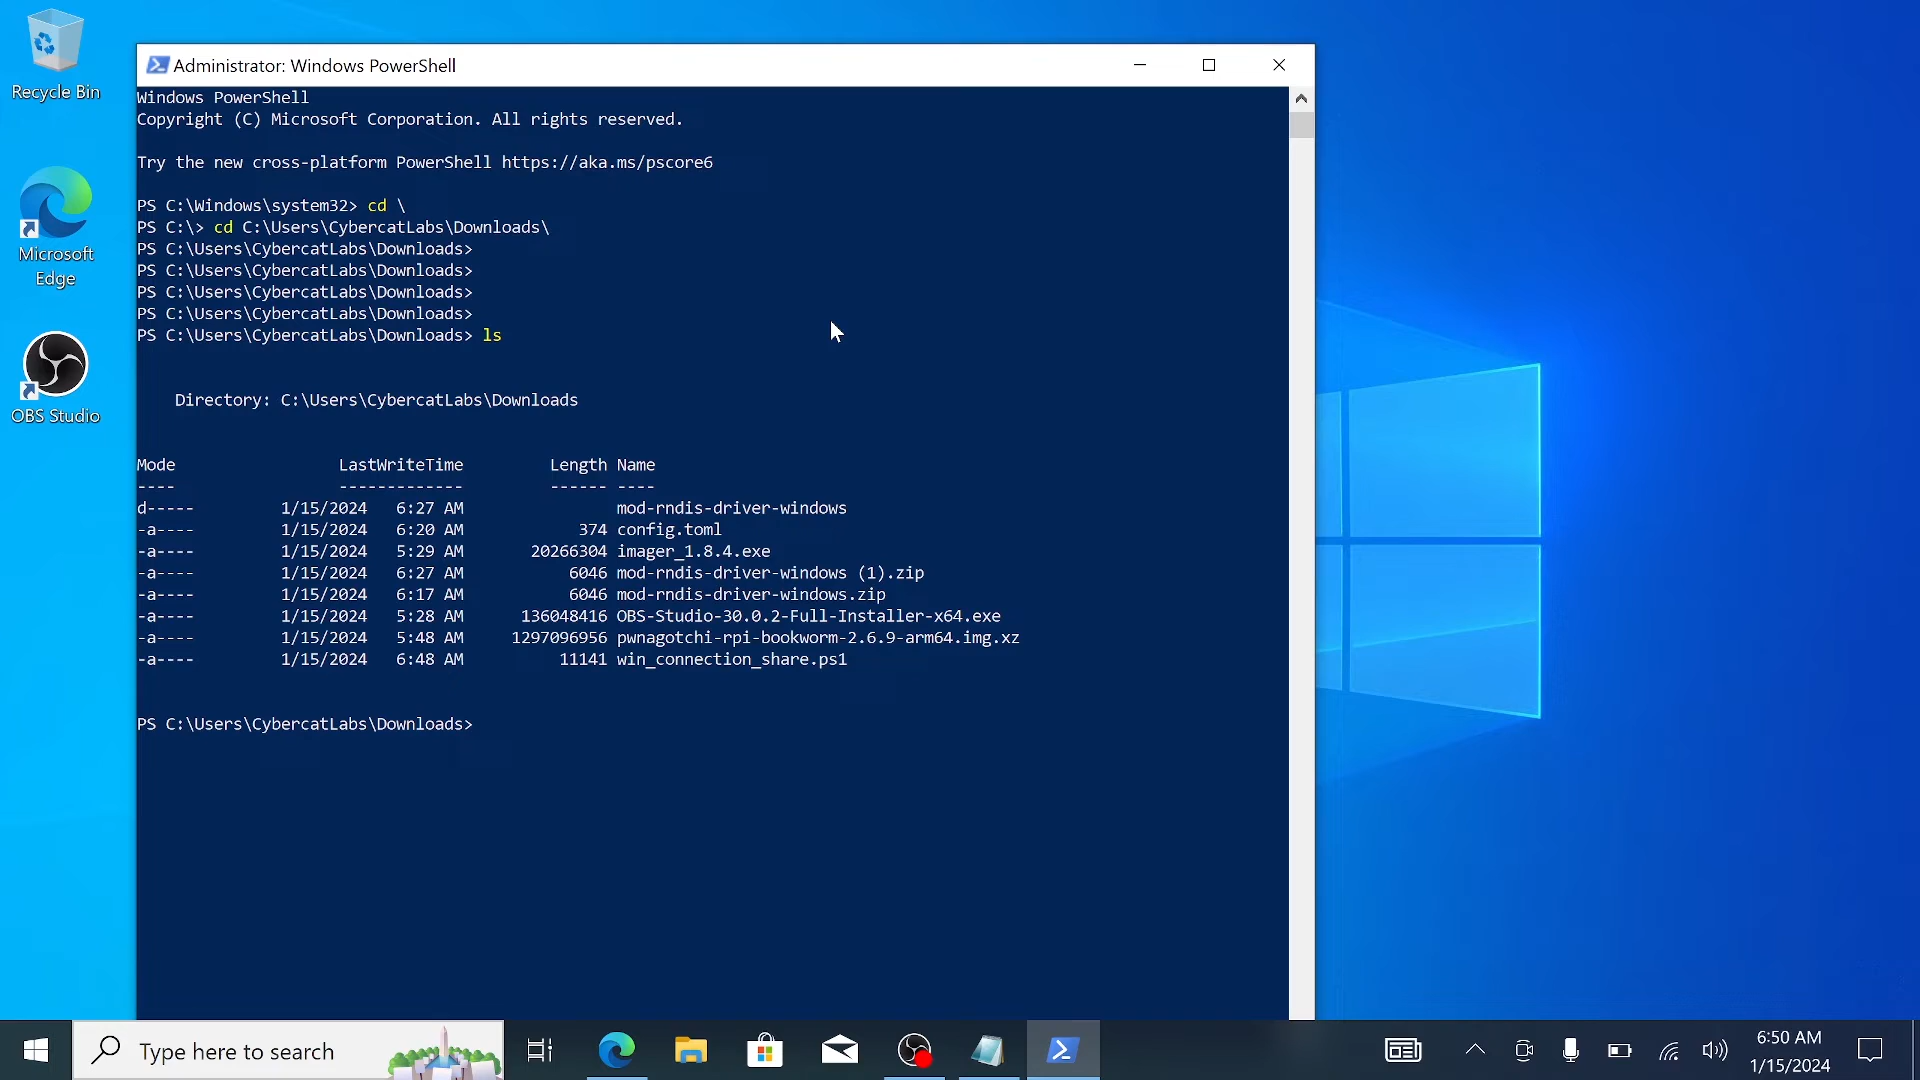 Recycle Bin
Microsoft
Edge
OBS Studio
Administrator: Windows PowerShell
Windows PowerShell
Copyright (C) Microsoft Corporation. All rights reserved.
Try the new cross-platform PowerShell https://aka.ms/pscore6
PS C:\Windows\system32> cd \
PS C:\> cd C:\Users\CybercatLabs\Downloads\
PS C:\Users\CybercatLabs\Downloads>
PS C:\Users\CybercatLabs\Downloads>
PS C:\Users\CybercatLabs\Downloads>
PS C:\Users\CybercatLabs\Downloads>
PS C:\Users\CybercatLabs\Downloads> ls
Directory: C:\Users\CybercatLabs\Downloads
Mode LastWriteTime Length Name
---- ------------- ------ ----
d----- 1/15/2024 6:27 AM mod-rndis-driver-windows
-a---- 1/15/2024 6:20 AM 374 config.toml
-a---- 1/15/2024 5:29 AM 20266304 imager_1.8.4.exe
-a---- 1/15/2024 6:27 AM 6046 mod-rndis-driver-windows (1).zip
-a---- 1/15/2024 6:17 AM 6046 mod-rndis-driver-windows.zip
-a---- 1/15/2024 5:28 AM 136048416 OBS-Studio-30.0.2-Full-Installer-x64.exe
-a---- 1/15/2024 5:48 AM 1297096956 pwnagotchi-rpi-bookworm-2.6.9-arm64.img.xz
-a---- 1/15/2024 6:48 AM 11141 win_connection_share.ps1
PS C:\Users\CybercatLabs\Downloads>
Type here to search
6:50 AM
1/15/2024